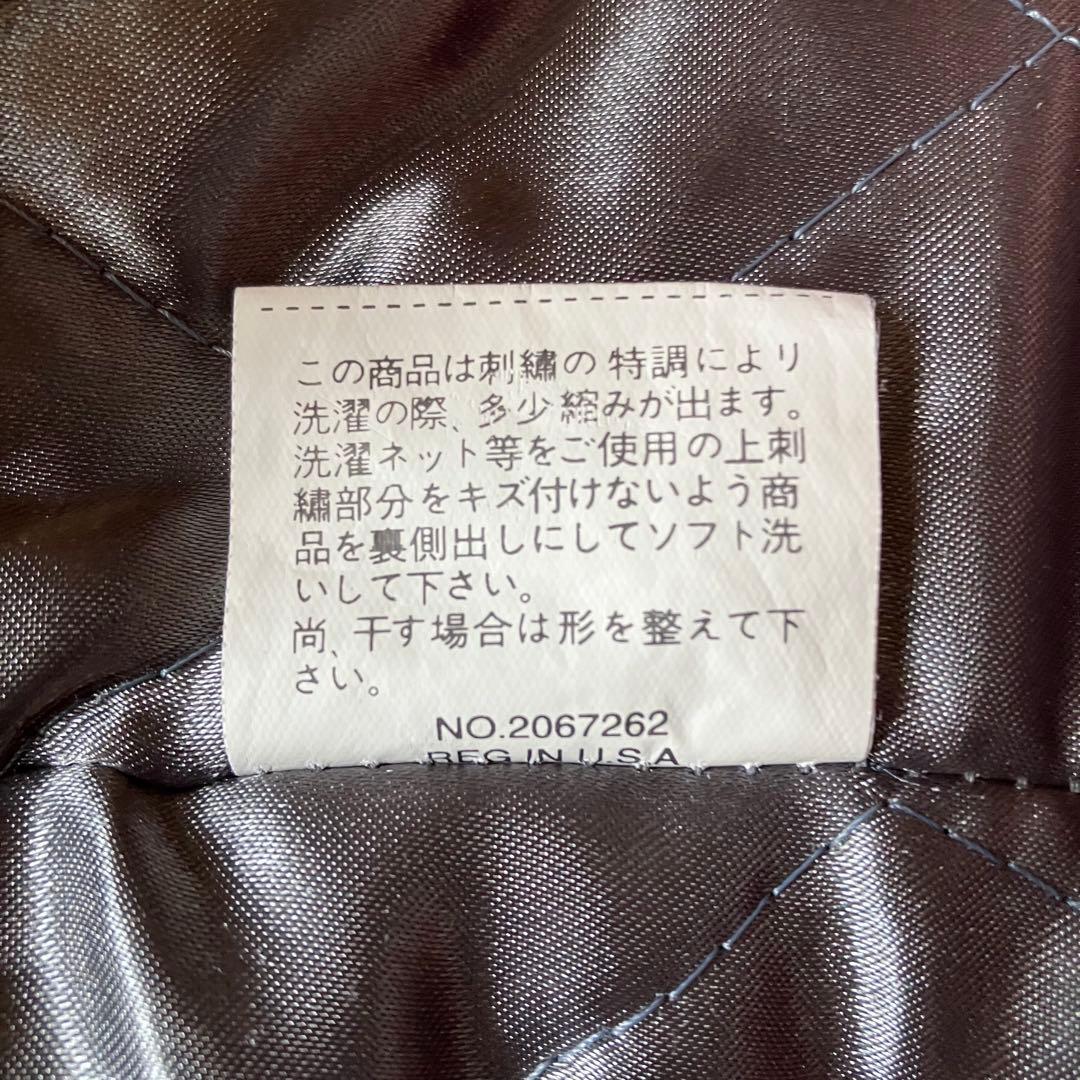 この商品は刺繡の特調により
洗濯の際、多少縮みが出ます。
洗濯ネット等をご使用の上刺
繡部分をキズ付けないよう商
品を裏側出しにしてソフト洗
いして下さい。
尚、干す場合は形を整えて下
さい。
NO.2067262
REG IN U.S.A